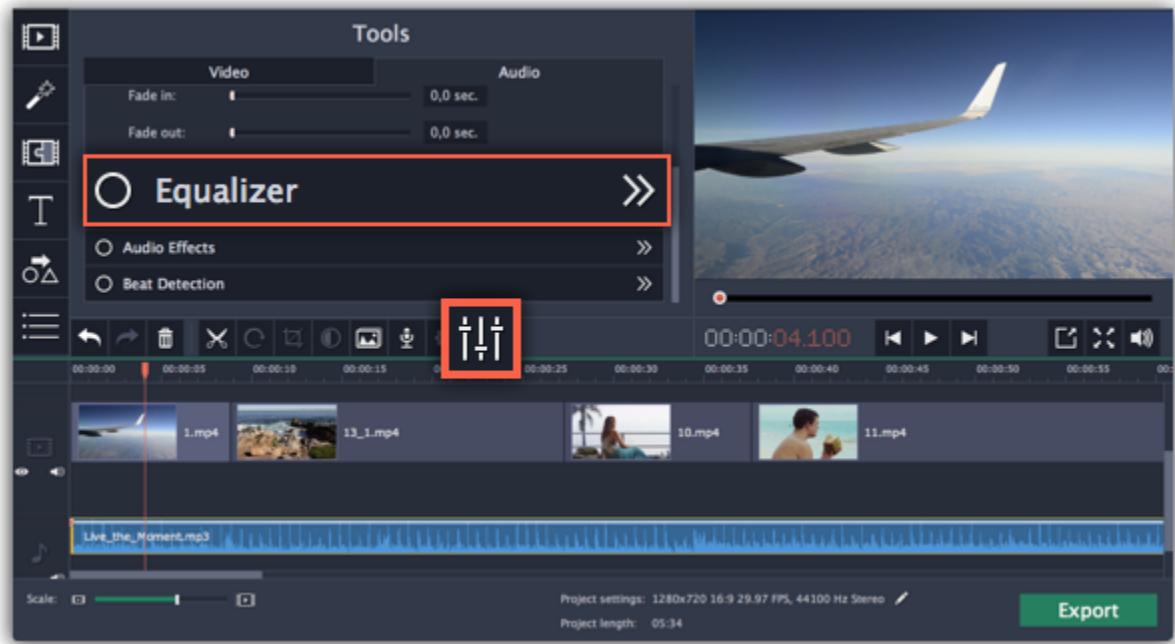 Tools
Video
Audio
Fade in:
0,0 sec.
Fade out:
0,0 sec.
Equalizer
Audio Effects
Beat Detection
00:00:04.100
00:00:00
00:00:05
00:00:10
00:00:15
00:00:25
00:00:30
00:00:35
00:00:40
00:00:45
00:00:50
00:00:55
1.mp4
13_1.mp4
10.mp4
11.mp4
Live_the_Moment.mp3
Scale:
Project settings: 1280x720 16:9 29.97 FPS, 44100 Hz Stereo
Project length: 05:34
Export